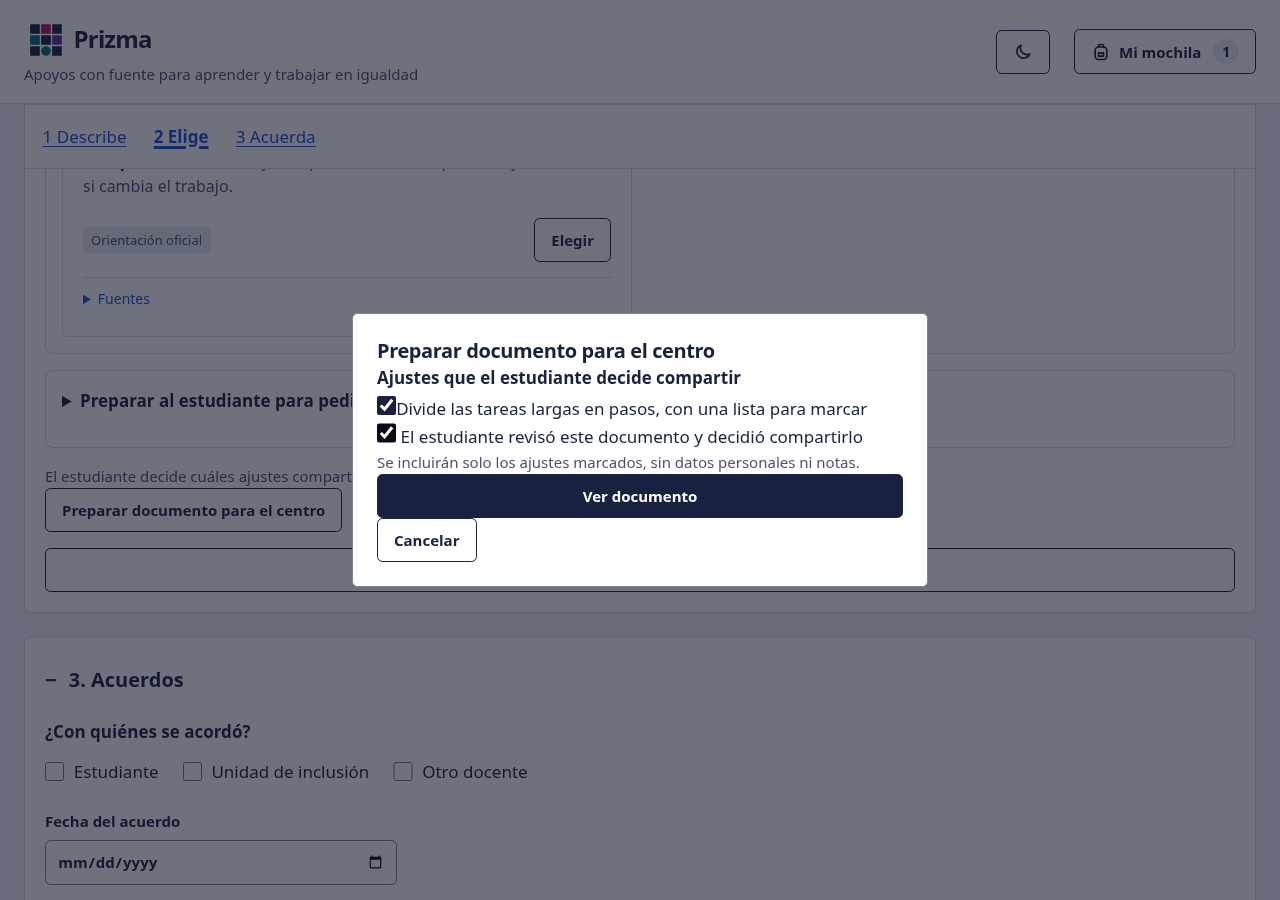 Prizma
Apoyos con fuente para aprender y trabajar en igualdad
Mi mochila 1
1 Describe 2 Elige 3 Acuerda
si cambia el trabajo.
Orientación oficial
Elegir
Fuentes
Preparar al estudiante para pedi
El estudiante decide cuáles ajustes compart
Preparar documento para el centro
Preparar documento para el centro
Ajustes que el estudiante decide compartir
Divide las tareas largas en pasos, con una lista para marcar
El estudiante revisó este documento y decidió compartirlo
Se incluirán solo los ajustes marcados, sin datos personales ni notas.
Ver documento
Cancelar
− 3. Acuerdos
¿Con quiénes se acordó?
Estudiante Unidad de inclusión Otro docente
Fecha del acuerdo
mm/dd/yyyy